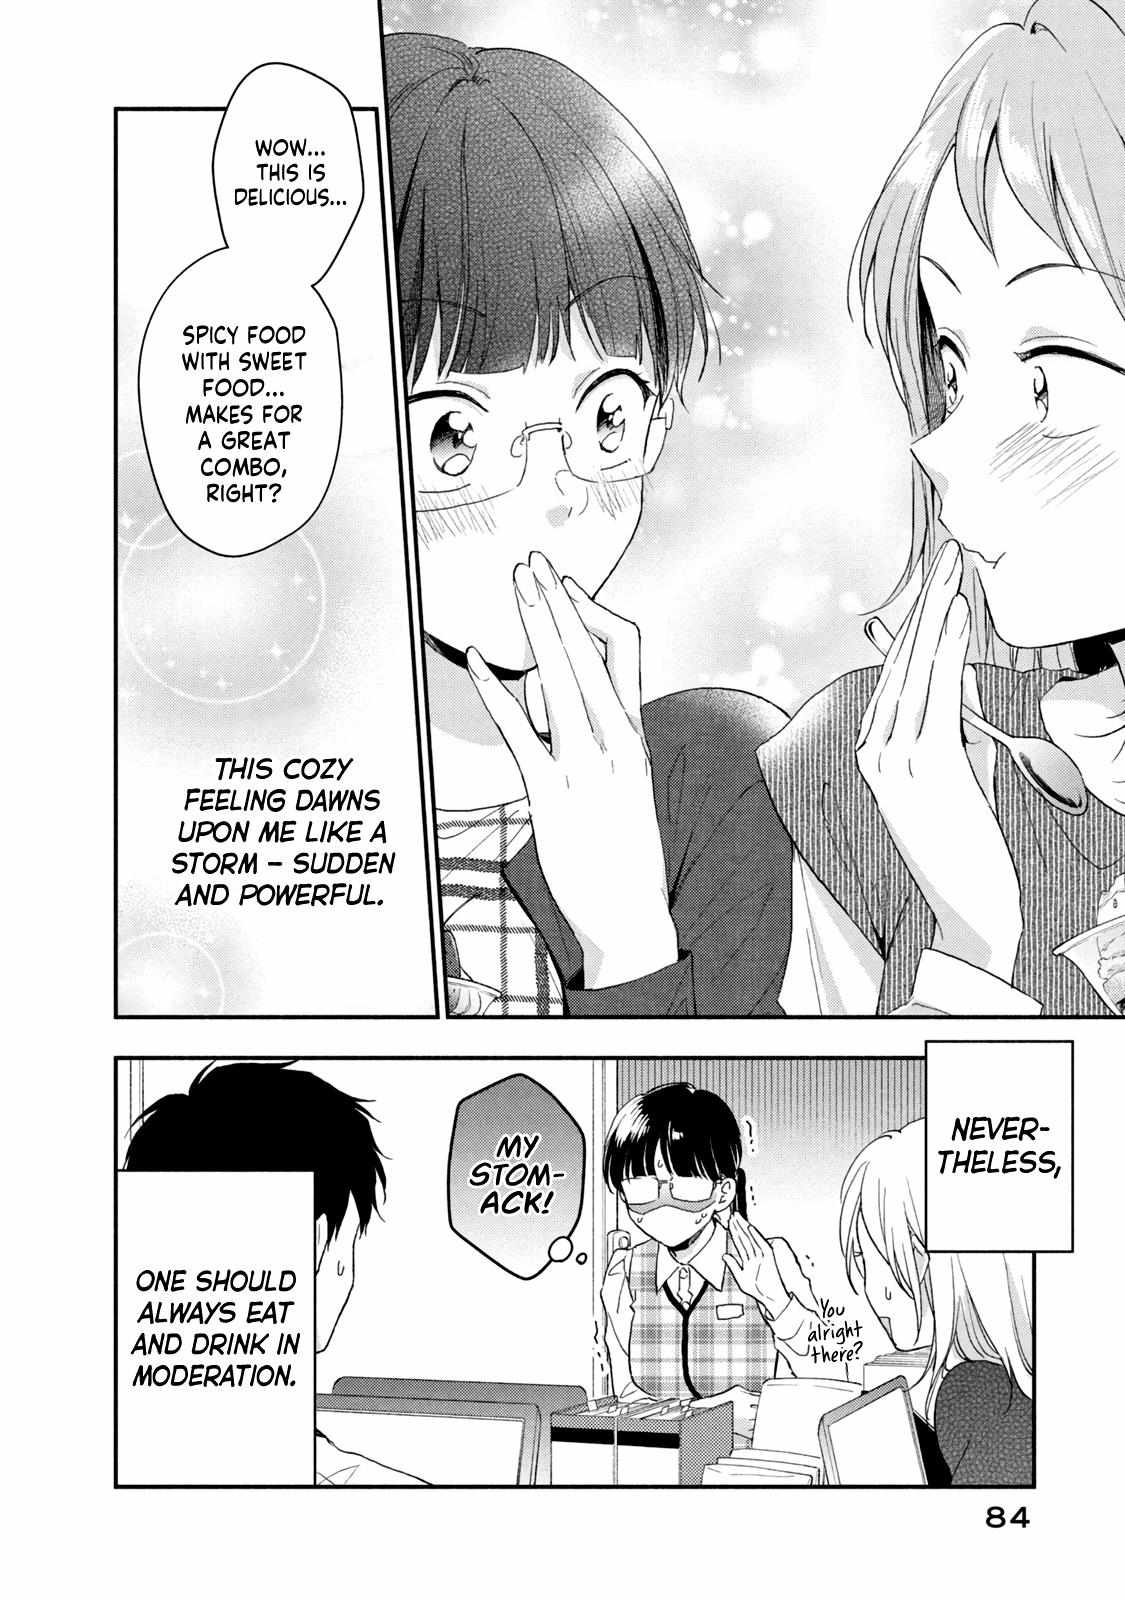 WOW...
THIS IS
DELICIOUS...
SPICY FOOD
WITH SWEET
FOOD...
MAKES FOR
A GREAT
COMBO,
RIGHT?
THIS COZY
FEELING DAWNS
UPON ME LIKE A
STORM – SUDDEN
AND POWERFUL.
NEVER-
THELESS,
MY
STOM-
ACK!
You
alright
there?
ONE SHOULD
ALWAYS EAT
AND DRINK IN
MODERATION.
84